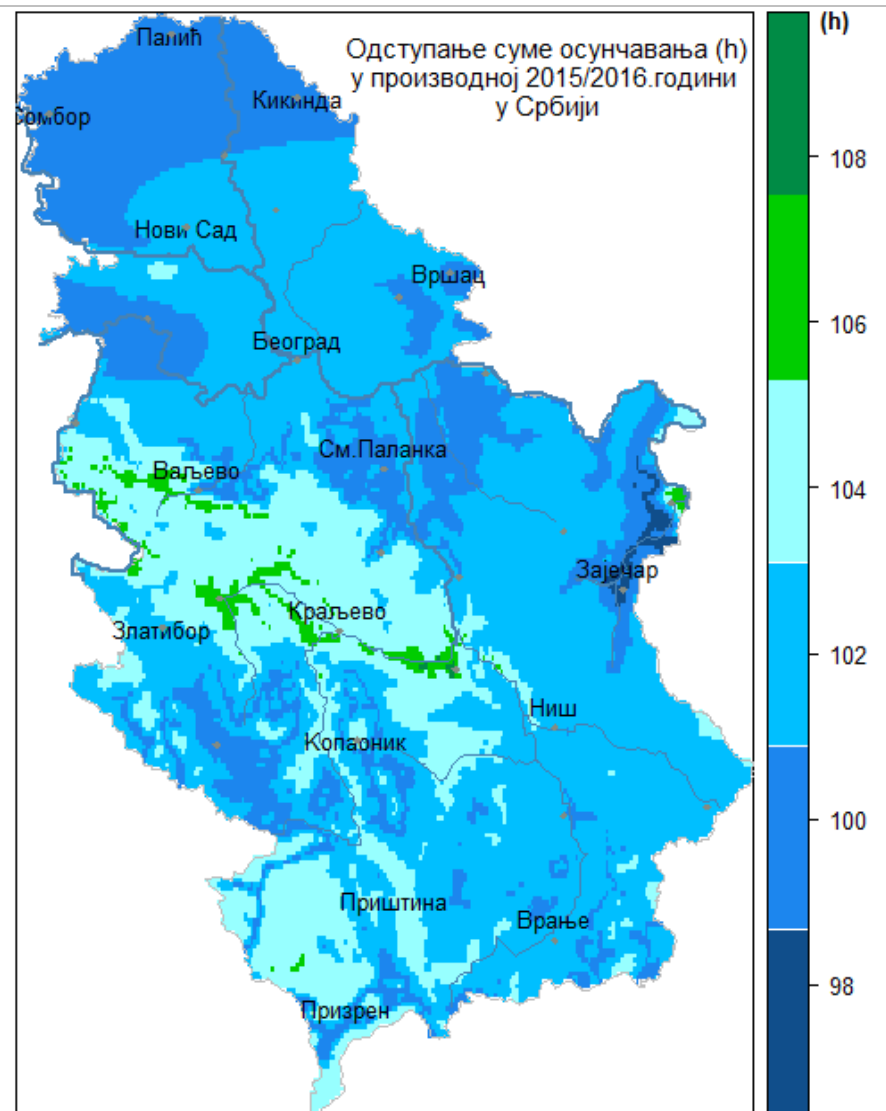 (h)
Одступање суме осунчавања (h)
у производној 2015/2016.години
у Србији
Палић
Кикинда
Сомбор
Нови Сад
Вршац
Београд
См.Паланка
Ваљево
Зајечар
Краљево
Златибор
Ниш
Копаоник
Приштина
Врање
Призрен
108
106
104
102
100
98